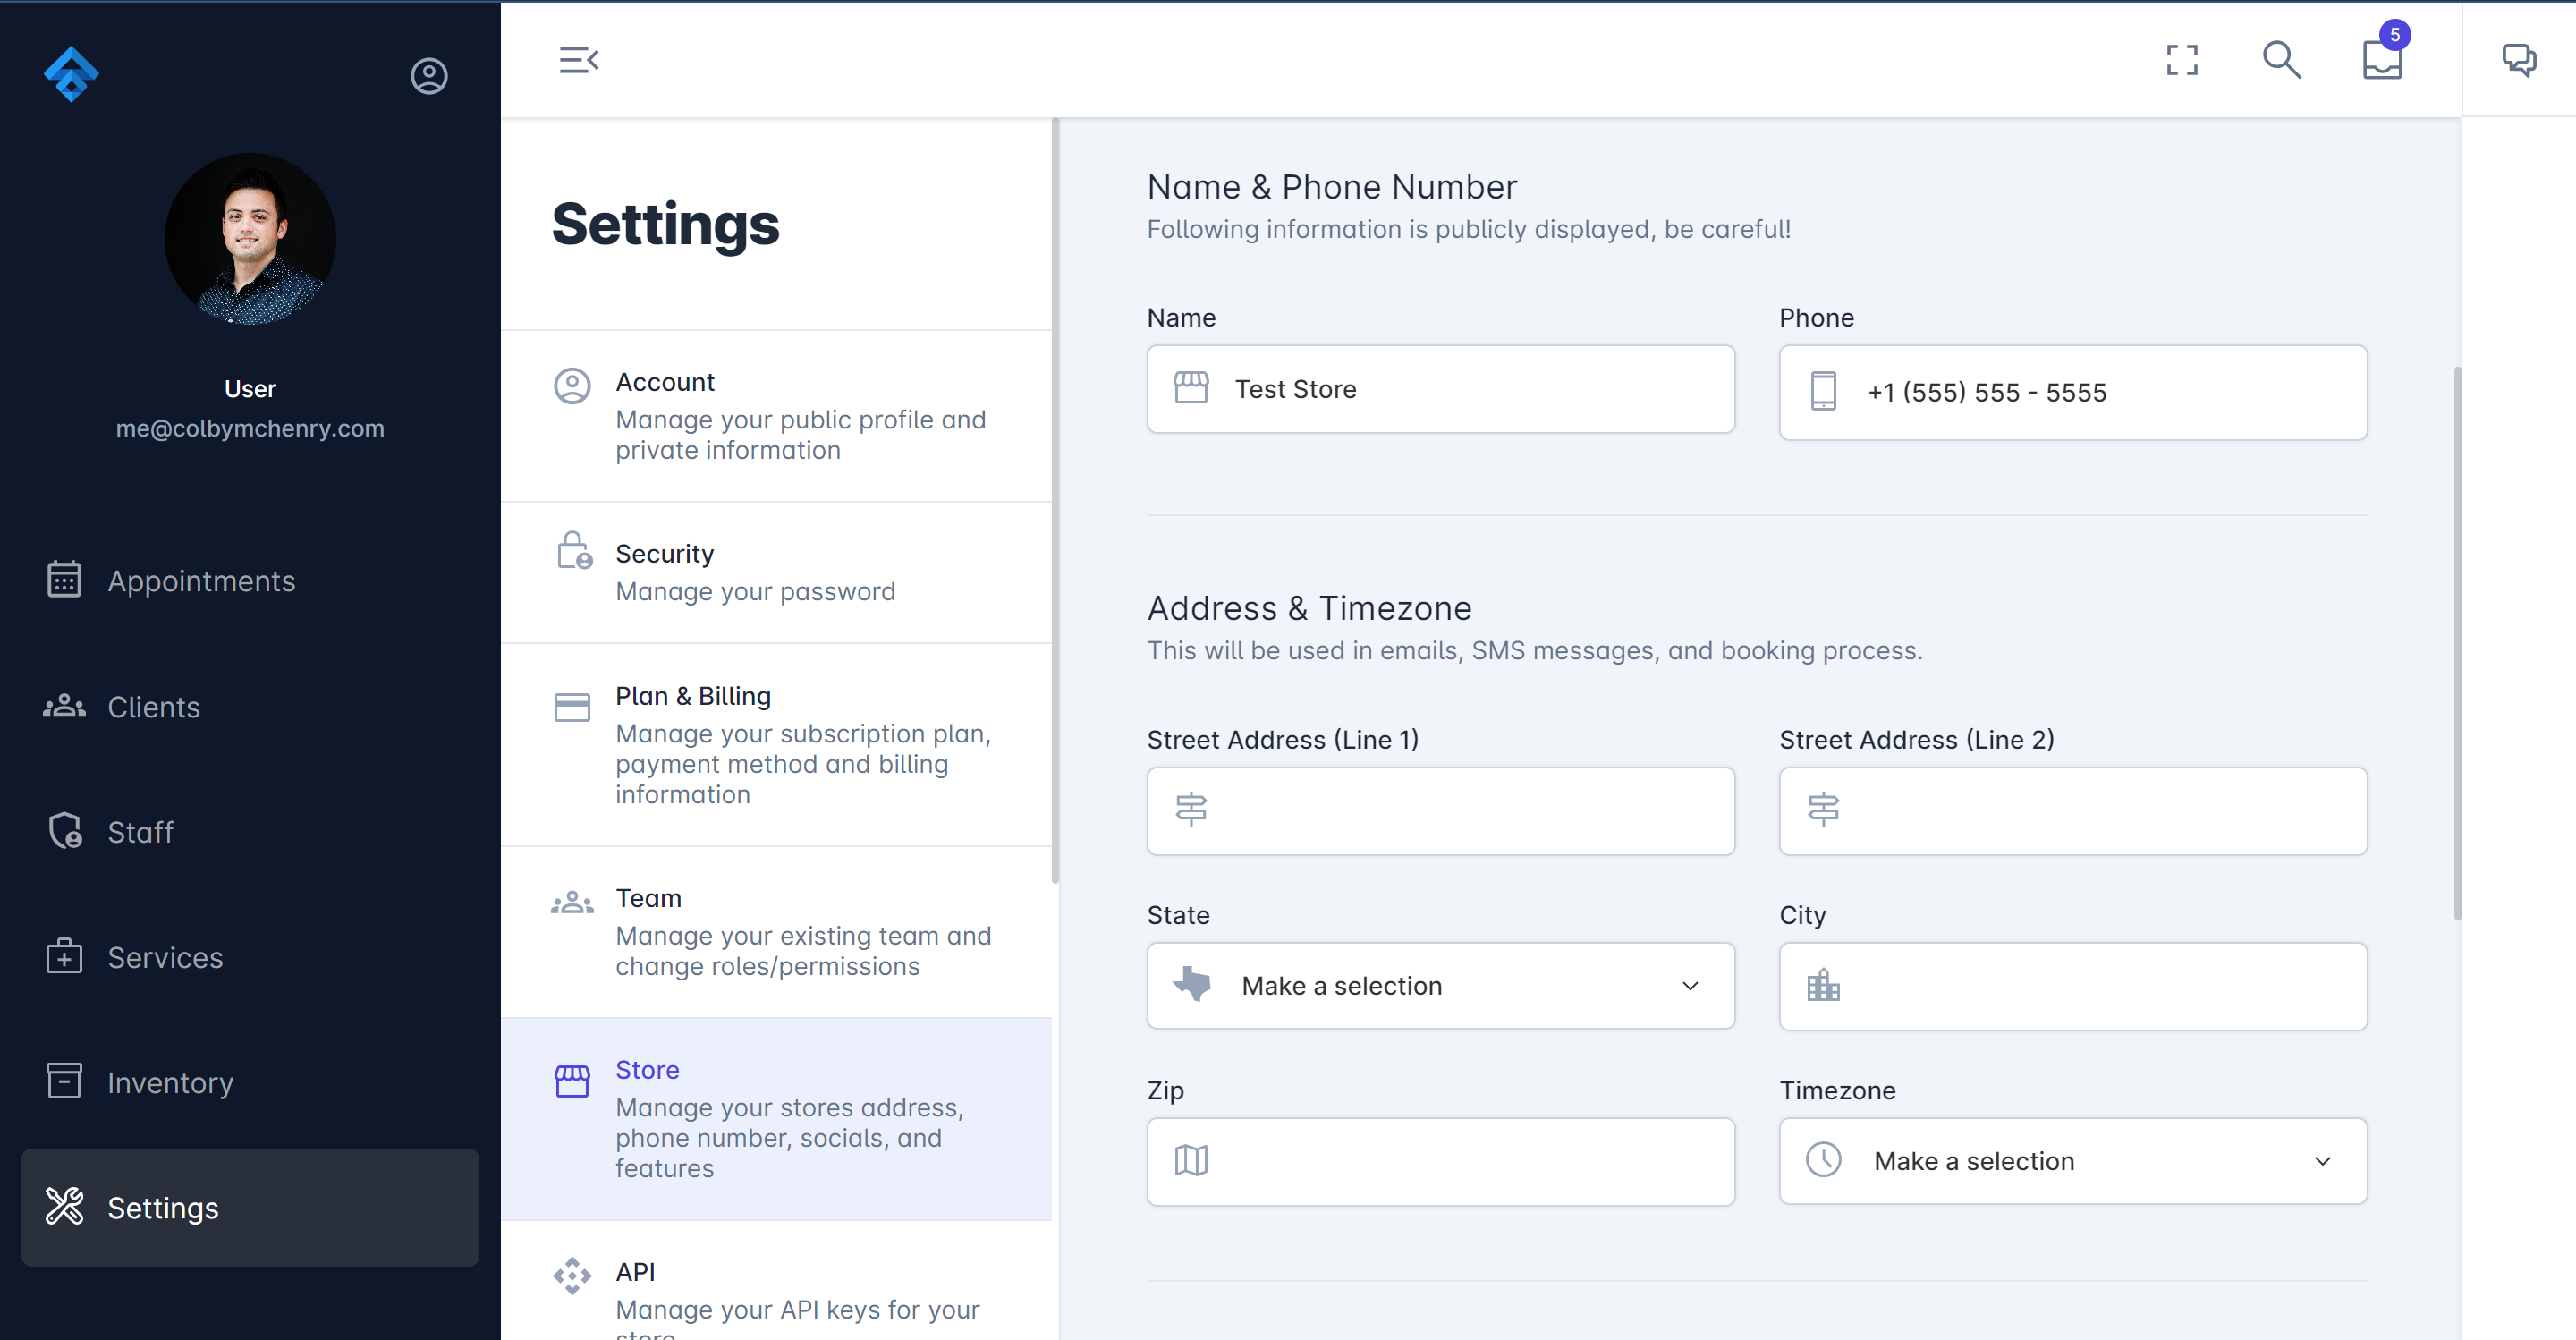 5
User
me@colbymchenry.com
Appointments
Clients
Staff
Services
Inventory
Settings
Settings
Account
Manage your public profile and
private information
Security
Manage your password
Plan & Billing
Manage your subscription plan,
payment method and billing
information
Team
Manage your existing team and
change roles/permissions
Store
Manage your stores address,
phone number, socials, and
features
API
Manage your API keys for your
store
Name & Phone Number
Following information is publicly displayed, be careful!
Name
Phone
Test Store
+1 (555) 555 - 5555
Address & Timezone
This will be used in emails, SMS messages, and booking process.
Street Address (Line 1)
Street Address (Line 2)
State
City
Make a selection
Zip
Timezone
Make a selection